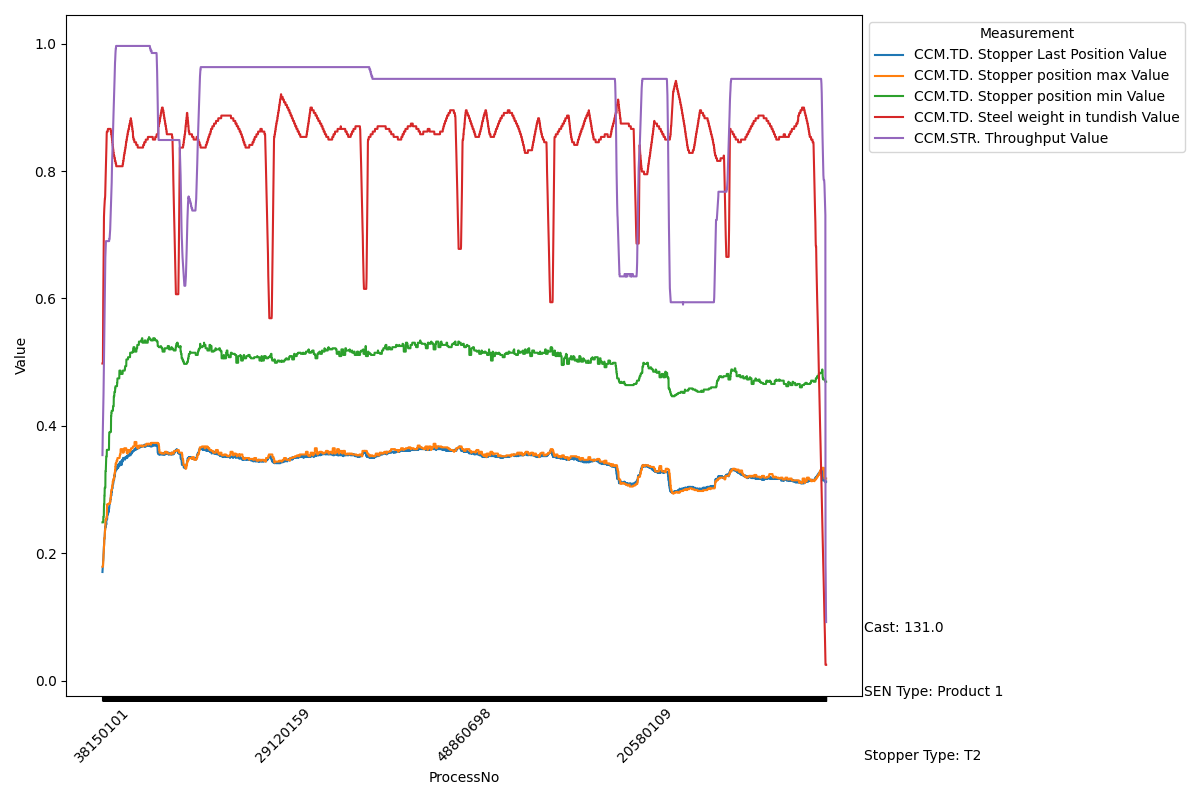 Measurement
CCM.TD. Stopper Last Position Value
CCM.TD. Stopper position max Value
CCM.TD. Stopper position min Value
CCM.TD. Steel weight in tundish Value
CCM.STR. Throughput Value
1.0
0.8
0.6
0.4
0.2
0.0
Value
38150101
29120159
48860698
20580109
ProcessNo
Cast: 131.0
SEN Type: Product 1
Stopper Type: T2